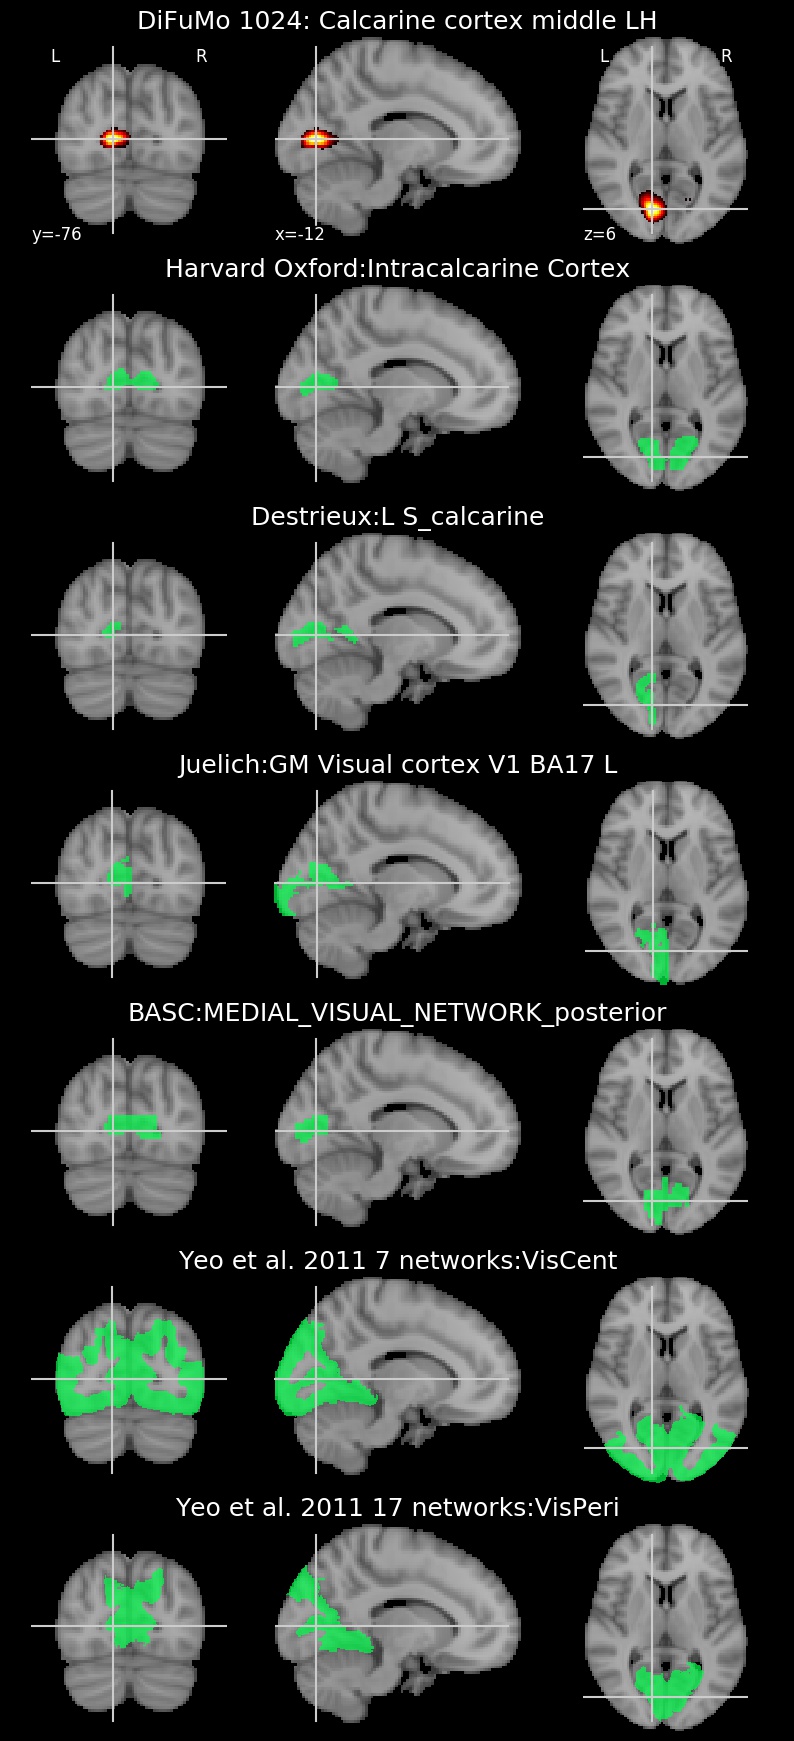 DiFuMo 1024: Calcarine cortex middle LH
L R L R
y=-76 x=-12 z=6
Harvard Oxford:Intracalcarine Cortex
Destrieux:L S_calcarine
Juelich:GM Visual cortex V1 BA17 L
BASC:MEDIAL_VISUAL_NETWORK_posterior
Yeo et al. 2011 7 networks:VisCent
Yeo et al. 2011 17 networks:VisPeri